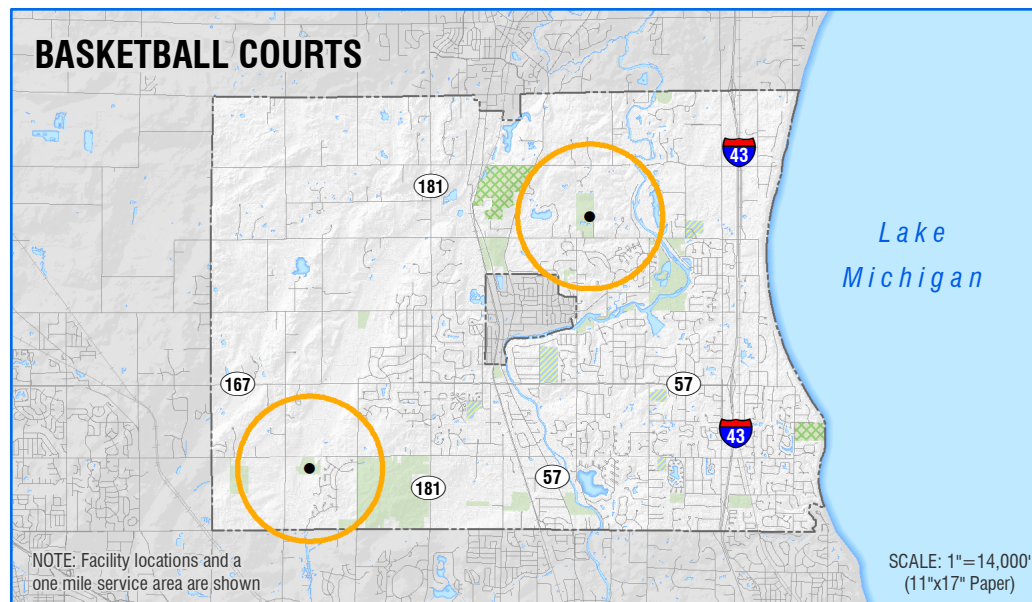 BASKETBALL COURTS
43
181
Lake
Michigan
167
57
43
57
181
NOTE: Facility locations and a
one mile service area are shown
SCALE: 1"=14,000'
(11"x17" Paper)